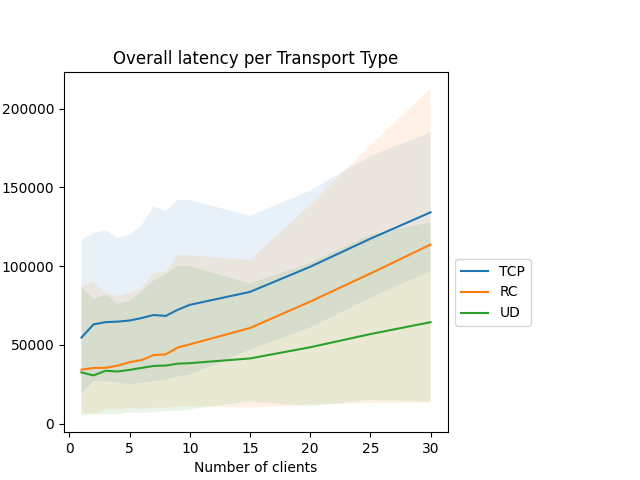 Overall latency per Transport Type
200000
150000
100000
50000
0
0 5 10 15 20 25 30
Number of clients
TCP
RC
UD